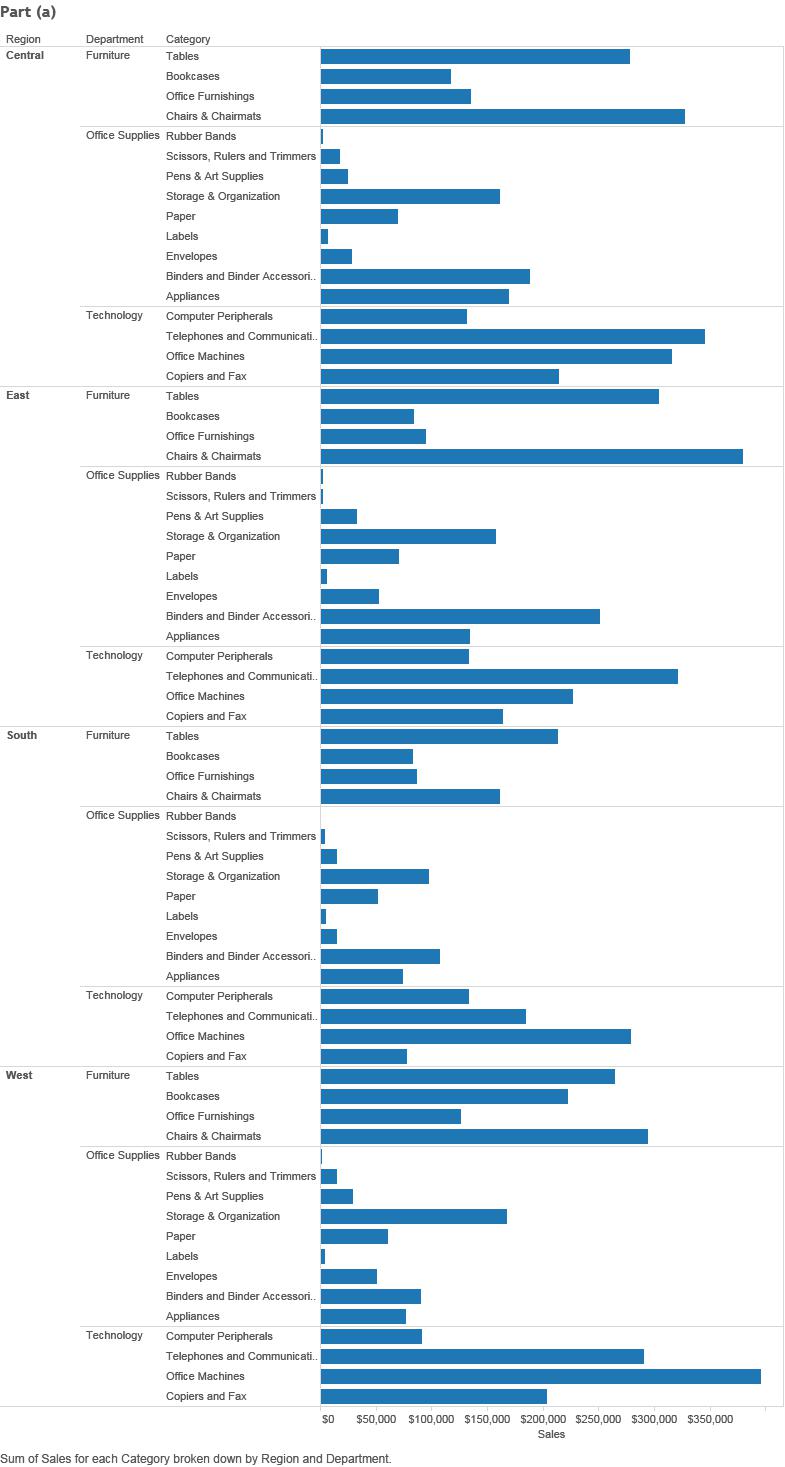 Part (a)
Region Department Category
Central Furniture Tables
Bookcases
Office Furnishings
Chairs & Chairmats
Office Supplies Rubber Bands
Scissors, Rulers and Trimmers
Pens & Art Supplies
Storage & Organization
Paper
Labels
Envelopes
Binders and Binder Accessori..
Appliances
Technology Computer Peripherals
Telephones and Communicati..
Office Machines
Copiers and Fax
East Furniture Tables
Bookcases
Office Furnishings
Chairs & Chairmats
Office Supplies Rubber Bands
Scissors, Rulers and Trimmers
Pens & Art Supplies
Storage & Organization
Paper
Labels
Envelopes
Binders and Binder Accessori..
Appliances
Technology Computer Peripherals
Telephones and Communicati..
Office Machines
Copiers and Fax
South Furniture Tables
Bookcases
Office Furnishings
Chairs & Chairmats
Office Supplies Rubber Bands
Scissors, Rulers and Trimmers
Pens & Art Supplies
Storage & Organization
Paper
Labels
Envelopes
Binders and Binder Accessori..
Appliances
Technology Computer Peripherals
Telephones and Communicati..
Office Machines
Copiers and Fax
West Furniture Tables
Bookcases
Office Furnishings
Chairs & Chairmats
Office Supplies Rubber Bands
Scissors, Rulers and Trimmers
Pens & Art Supplies
Storage & Organization
Paper
Labels
Envelopes
Binders and Binder Accessori..
Appliances
Technology Computer Peripherals
Telephones and Communicati..
Office Machines
Copiers and Fax
$0 $50,000 $100,000 $150,000 $200,000 $250,000 $300,000 $350,000
Sales
Sum of Sales for each Category broken down by Region and Department.